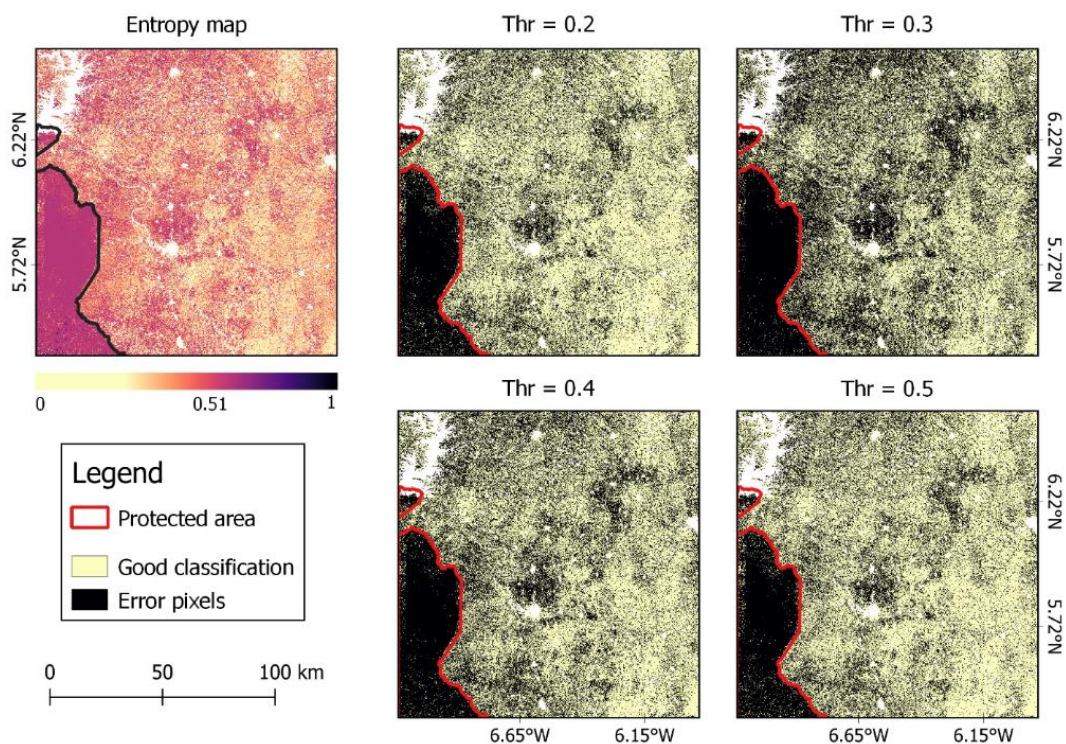 Entropy map
Thr = 0.2
Thr = 0.3
6.22°N
5.72°N
6.22°N
5.72°N
0 0.51 1
Thr = 0.4
Thr = 0.5
Legend
Protected area
Good classification
Error pixels
0 50 100 km
6.22°N
5.72°N
6.65°W 6.15°W
6.65°W 6.15°W